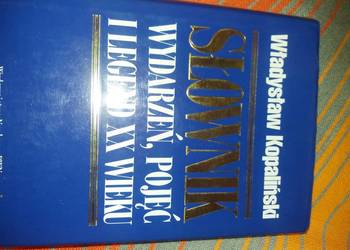 Władysław Kopaliński
SŁOWNIK
WYDARZEŃ, POJĘĆ
I LEGEND XX WIEKU